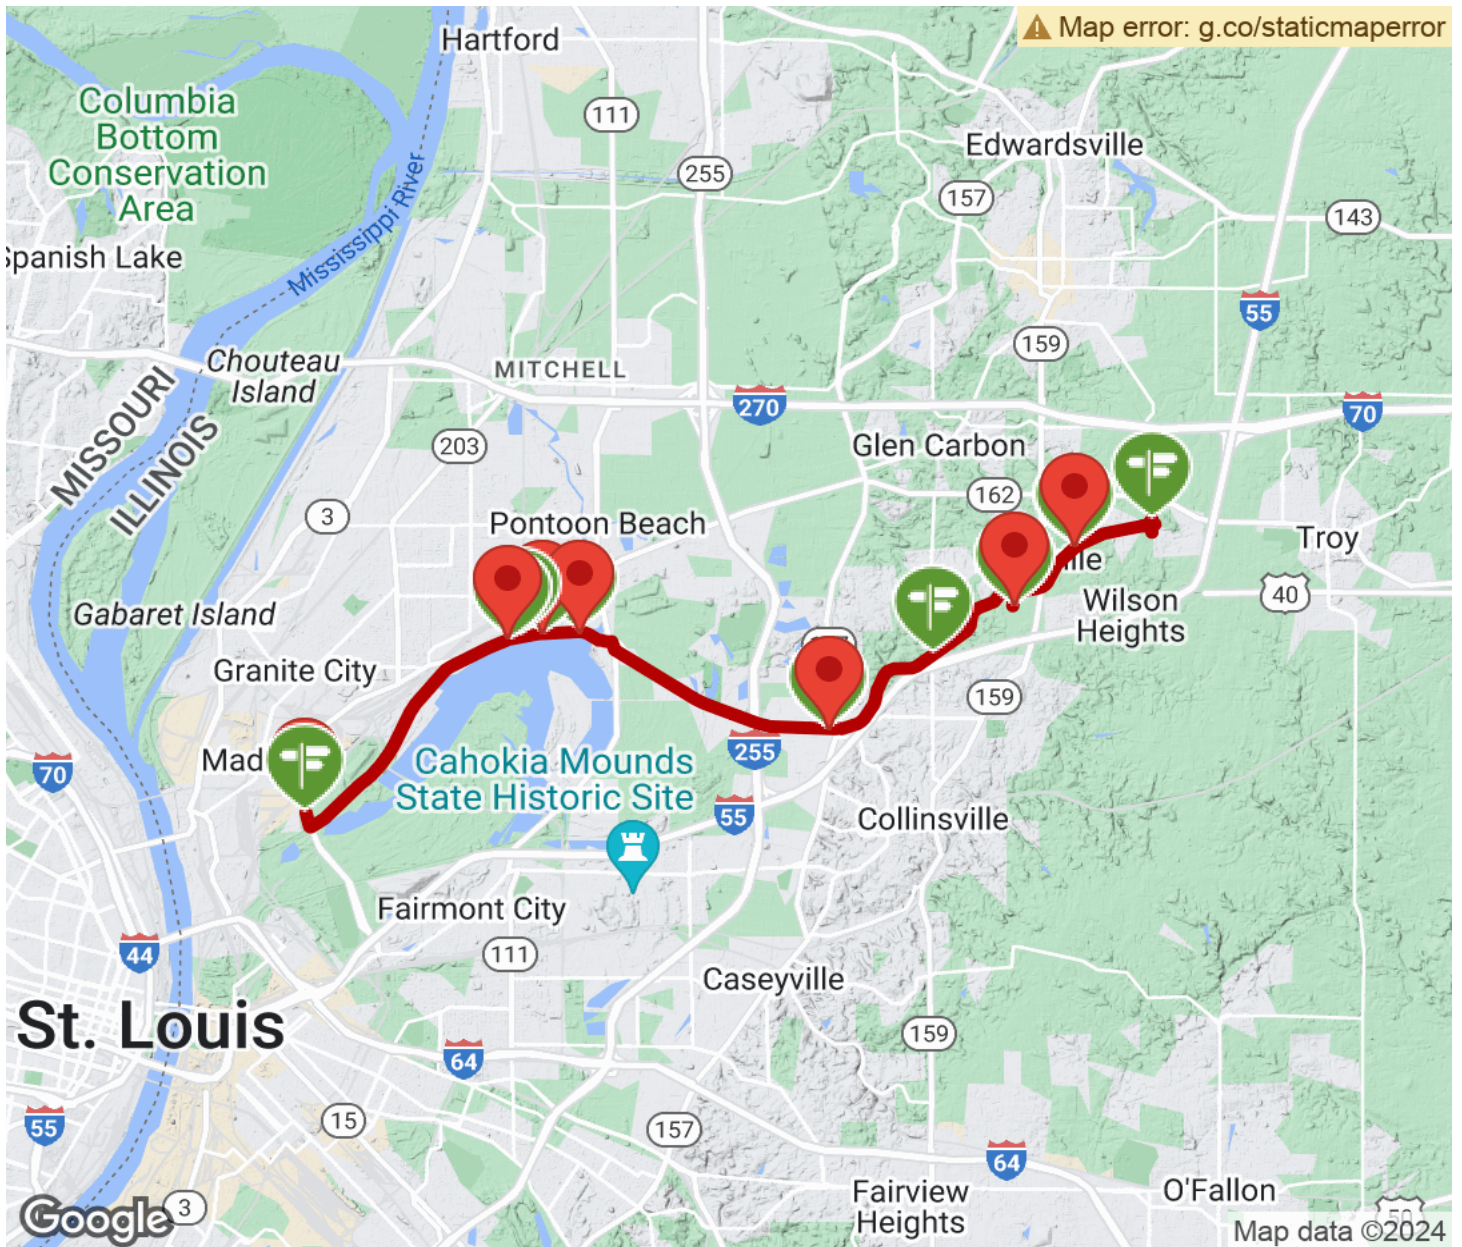 Hartford
Map error: g.co/staticmaperror
Columbia
Bottom
Conservation
Area
111
Edwardsville
255
157
143
Spanish Lake
Mississippi River
55
Chouteau
Island
159
MITCHELL
270
70
MISSOURI
ILLINOIS
203
Glen Carbon
162
3
Pontoon Beach
Troy
lle
40
Gabaret Island
Wilson
Heights
Granite City
159
Mad
70
255
Cahokia Mounds
State Historic Site
55
Collinsville
Fairmont City
44
111
Caseyville
St. Louis
159
64
15
55
157
64
Fairview
Heights
O'Fallon
Google
3
50
Map data ©2024